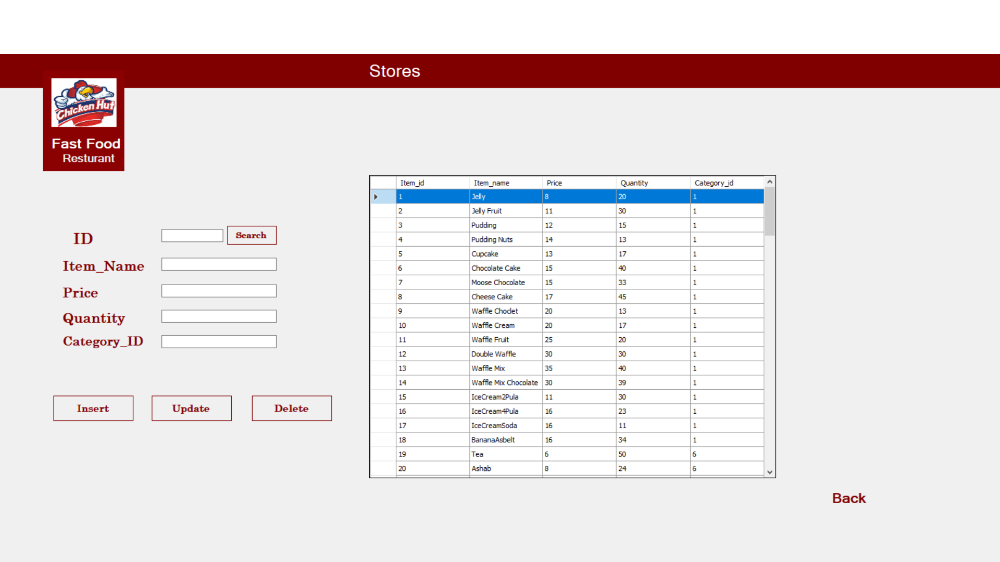 Stores
Chicken Hut
Fast Food
Resturant
ID
Search
Item_Name
Price
Quantity
Category_ID
Insert Update Delete
Item_id Item_name Price Quantity Category_id
1 Jelly 8 20 1
2 Jelly Fruit 11 30 1
3 Pudding 12 15 1
4 Pudding Nuts 14 13 1
5 Cupcake 13 17 1
6 Chocolate Cake 15 40 1
7 Moose Chocolate 15 33 1
8 Cheese Cake 17 45 1
9 Waffle Choclet 20 13 1
10 Waffle Cream 20 17 1
11 Waffle Fruit 25 20 1
12 Double Waffle 30 30 1
13 Waffle Mix 35 40 1
14 Waffle Mix Chocolate 30 39 1
15 IceCream2Pula 11 30 1
16 IceCream4Pula 16 23 1
17 IceCreamSoda 16 11 1
18 BananaAsbelt 16 34 1
19 Tea 6 50 6
20 Ashab 8 24 6
Back